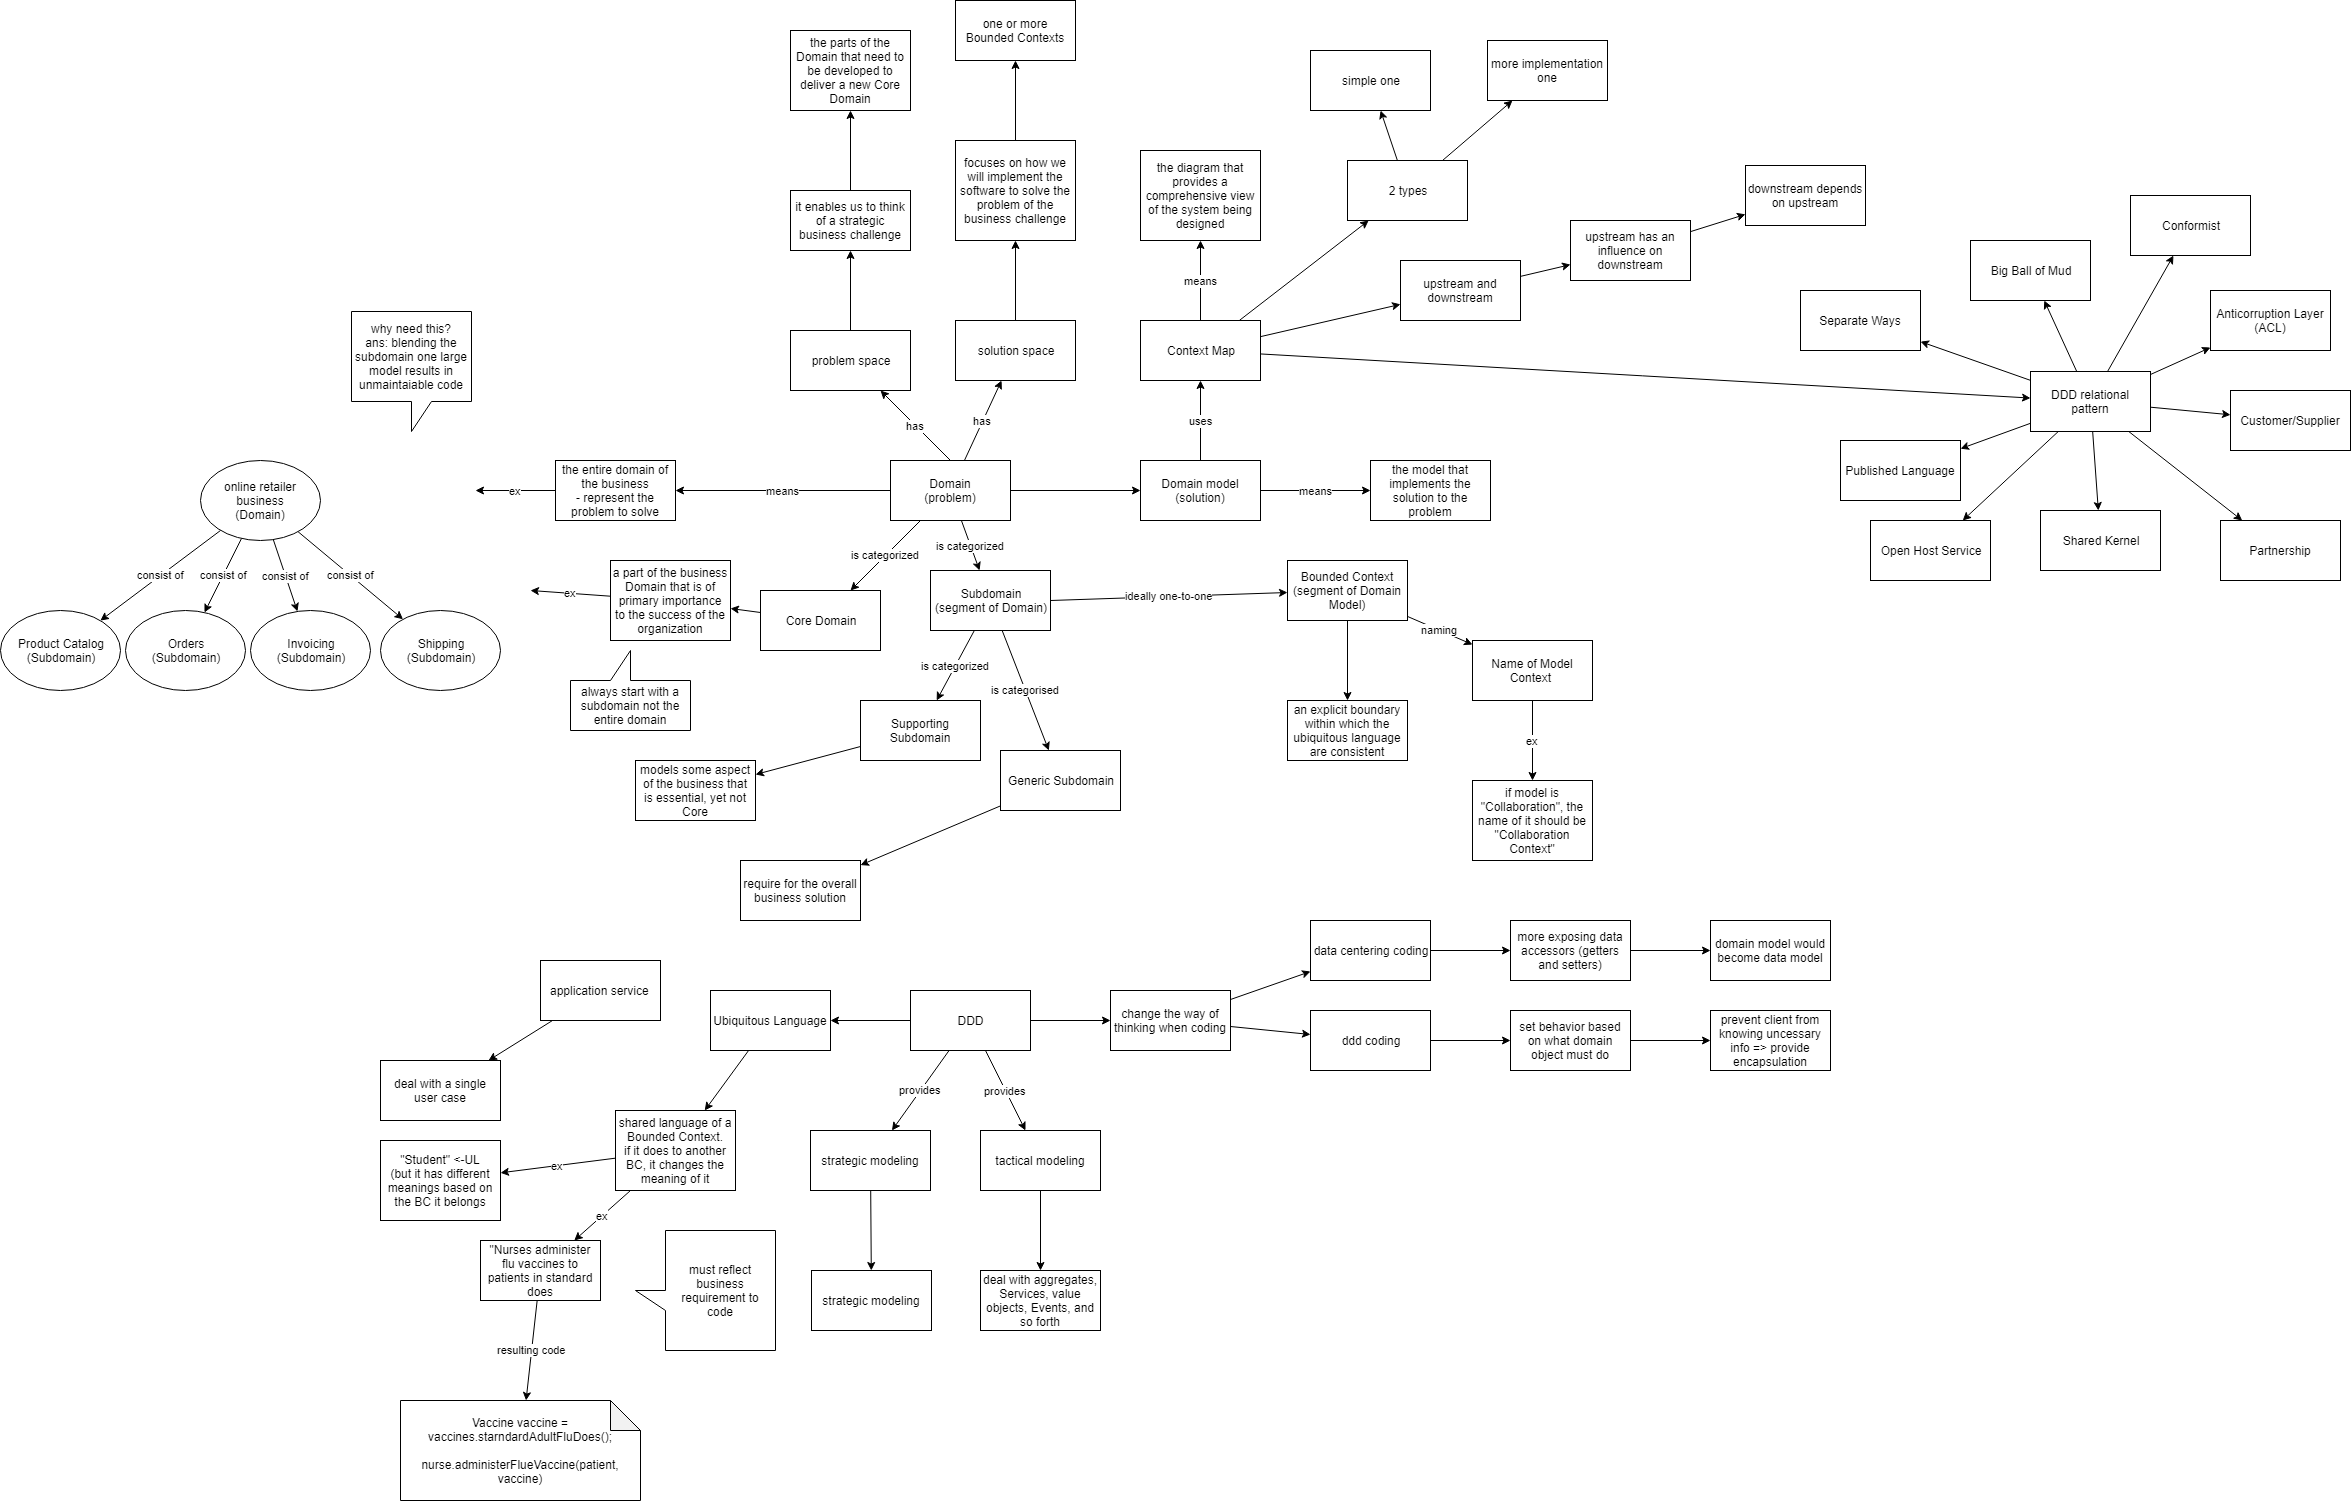 one or more
Bounded Contexts
the parts of the
Domain that need to
be developed to
deliver a new Core
Domain
simple one
more implementation
one
focuses on how we
will implement the
software to solve the
problem of the
business challenge
the diagram that
provides a
comprehensive view
of the system being
designed
2 types
downstream depends
on upstream
it enables us to think
of a strategic
business challenge
upstream has an
influence on
downstream
Conformist
Big Ball of Mud
upstream and
downstream
means
Separate Ways
Anticorruption Layer
(ACL)
why need this?
ans: blending the
subdomain one large
model results in
unmaintaiable code
problem space
solution space
Context Map
DDD relational
pattern
Customer/Supplier
has
has
uses
Published Language
online retailer
business
(Domain)
ex
the entire domain of
the business
- represent the
problem to solve
means
Domain
(problem)
Domain model
(solution)
means
the model that
implements the
solution to the
problem
Open Host Service
Shared Kernel
Partnership
consist of
consist of
consist of
consist of
is categorized
is categorized
ex
a part of the business
Domain that is of
primary importance
to the success of the
organization
Core Domain
Subdomain
(segment of Domain)
ideally one-to-one
Bounded Context
(segment of Domain
Model)
naming
Name of Model
Context
Product Catalog
(Subdomain)
Orders
(Subdomain)
Invoicing
(Subdomain)
Shipping
(Subdomain)
always start with a
subdomain not the
entire domain
is categorized
is categorised
Supporting
Subdomain
an explicit boundary
within which the
ubiquitous language
are consistent
ex
models some aspect
of the business that
is essential, yet not
Core
Generic Subdomain
if model is
"Collaboration", the
name of it should be
"Collaboration
Context"
require for the overall
business solution
data centering coding
more exposing data
accessors (getters
and setters)
domain model would
become data model
application service
Ubiquitous Language
DDD
change the way of
thinking when coding
ddd coding
set behavior based
on what domain
object must do
prevent client from
knowing uncessary
info => provide
encapsulation
deal with a single
user case
provides
provides
shared language of a
Bounded Context.
if it does to another
BC, it changes the
meaning of it
ex
"Student" <-UL
(but it has different
meanings based on
the BC it belongs
strategic modeling
tactical modeling
ex
"Nurses administer
flu vaccines to
patients in standard
does
must reflect
business
requirement to
code
strategic modeling
deal with aggregates,
Services, value
objects, Events, and
so forth
resulting code
Vaccine vaccine =
vaccines.starndardAdultFluDoes();
nurse.administerFlueVaccine(patient,
vaccine)